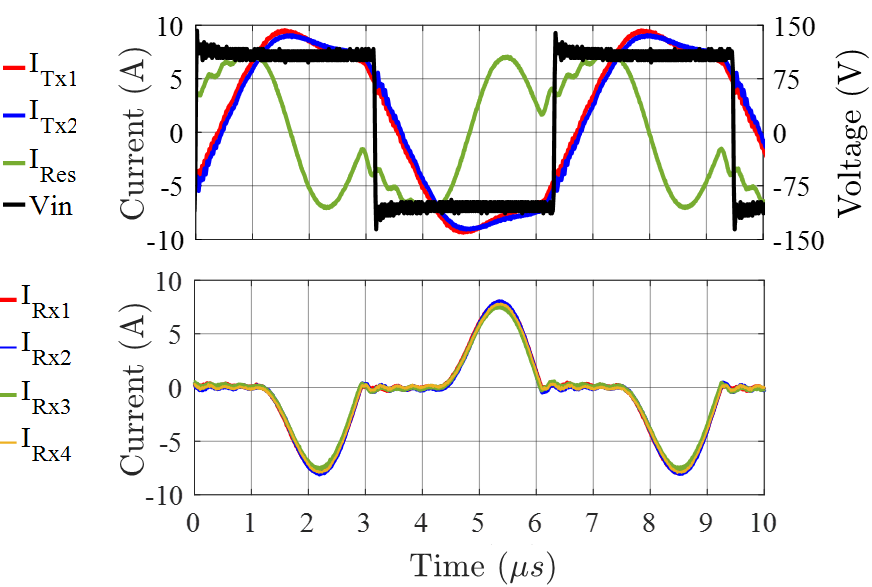 10
5
0
-5
-10
Current (A)
150
75
0
-75
-150
Voltage (V)
I_Tx1
I_Tx2
I_Res
Vin
10
5
0
-5
-10
Current (A)
I_Rx1
I_Rx2
I_Rx3
I_Rx4
0 1 2 3 4 5 6 7 8 9 10
Time (μs)